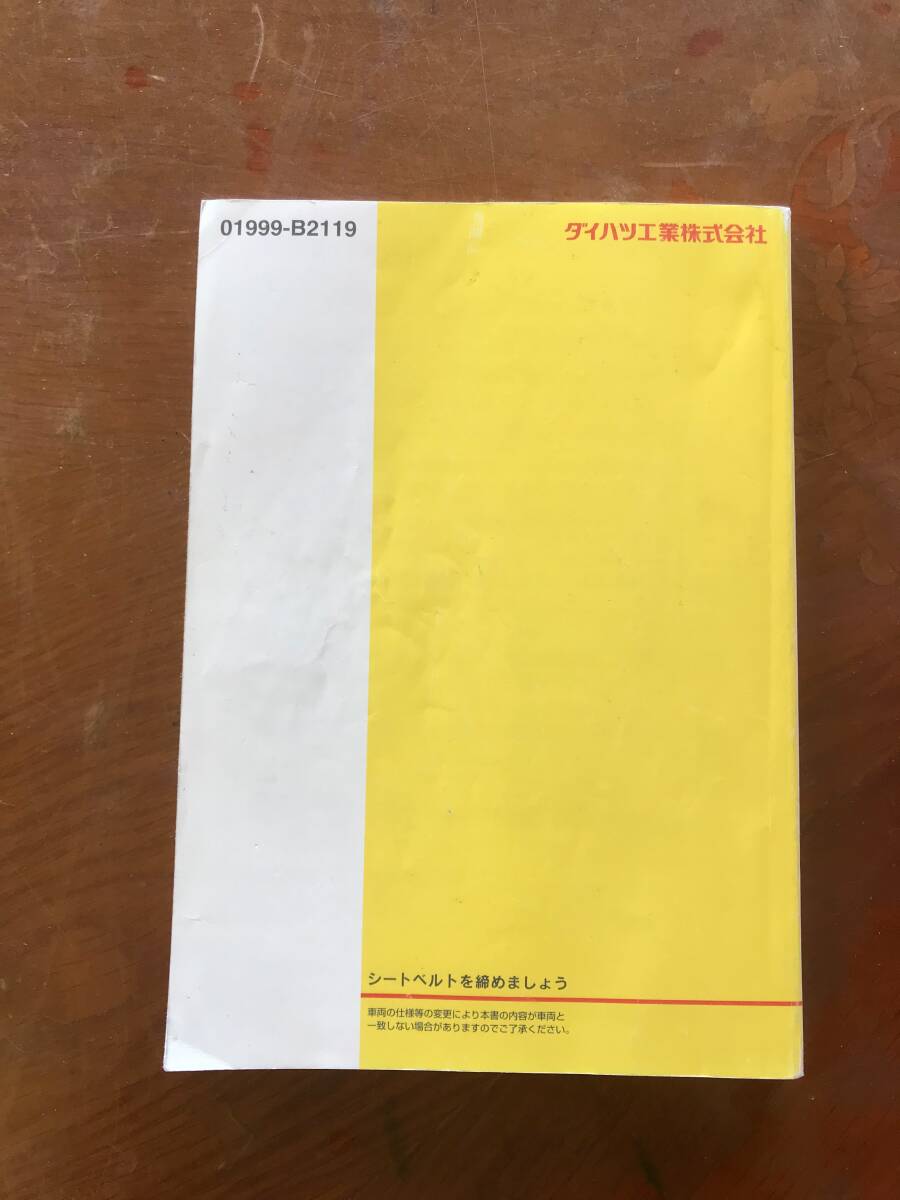 01999-B2119
ダイハツ工業株式会社
シートベルトを締めましょう
車両の仕様等の変更により本書の内容が車両と
一致しない場合がありますのでご了承ください。